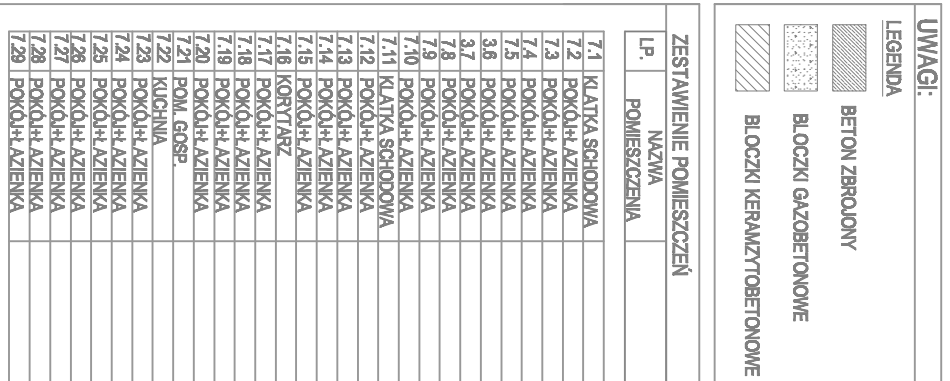 UWAGI:
LEGENDA
BETON ZBROJONY
BLOCZKI GAZOBETONOWE
BLOCZKI KERAMZYTOBETONOWE
ZESTAWIENIE POMIESZCZEŃ
LP. NAZWA POMIESZCZENIA
7.1 KLATKA SCHODOWA
7.2 POKÓJ+ŁAZIENKA
7.3 POKÓJ+ŁAZIENKA
7.4 POKÓJ+ŁAZIENKA
7.5 POKÓJ+ŁAZIENKA
3.6 POKÓJ+ŁAZIENKA
3.7 POKÓJ+ŁAZIENKA
7.8 POKÓJ+ŁAZIENKA
7.9 POKÓJ+ŁAZIENKA
7.10 POKÓJ+ŁAZIENKA
7.11 KLATKA SCHODOWA
7.12 POKÓJ+ŁAZIENKA
7.13 POKÓJ+ŁAZIENKA
7.14 POKÓJ+ŁAZIENKA
7.15 POKÓJ+ŁAZIENKA
7.16 KORYTARZ
7.17 POKÓJ+ŁAZIENKA
7.18 POKÓJ+ŁAZIENKA
7.19 POKÓJ+ŁAZIENKA
7.20 POKÓJ+ŁAZIENKA
7.21 POM. GOSP.
7.22 KUCHNIA
7.23 POKÓJ+ŁAZIENKA
7.24 POKÓJ+ŁAZIENKA
7.25 POKÓJ+ŁAZIENKA
7.26 POKÓJ+ŁAZIENKA
7.27 POKÓJ+ŁAZIENKA
7.28 POKÓJ+ŁAZIENKA
7.29 POKÓJ+ŁAZIENKA